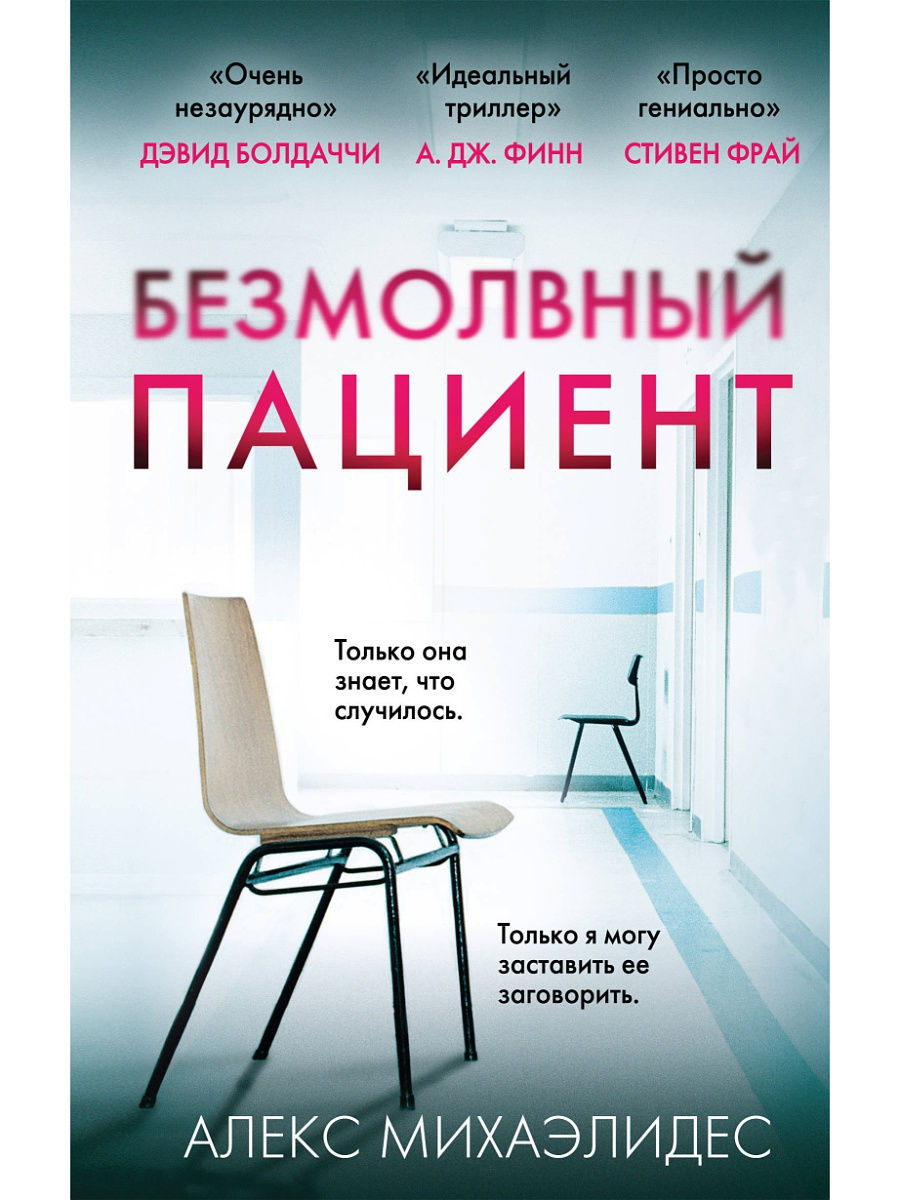 «Очень
незаурядно»
ДЭВИД БОЛДАЧЧИ
«Идеальный
триллер»
А. ДЖ. ФИНН
«Просто
гениально»
СТИВЕН ФРАЙ
БЕЗМОЛВНЫЙ
ПАЦИЕНТ
Только она
знает, что
случилось.
Только я могу
заставить ее
заговорить.
АЛЕКС МИХАЭЛИДЕС